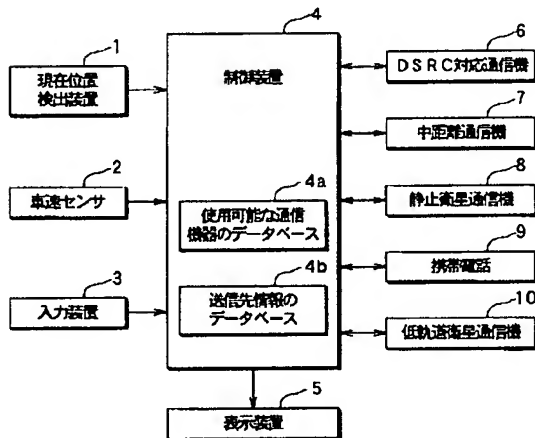 1
現在位置
検出装置
2
車速センサ
3
入力装置
4
制御装置
4a
使用可能な通信
機器のデータベース
4b
送信先情報の
データベース
5
表示装置
6
DSRC対応通信機
7
中距離通信機
8
静止衛星通信機
9
携帯電話
10
低軌道衛星通信機